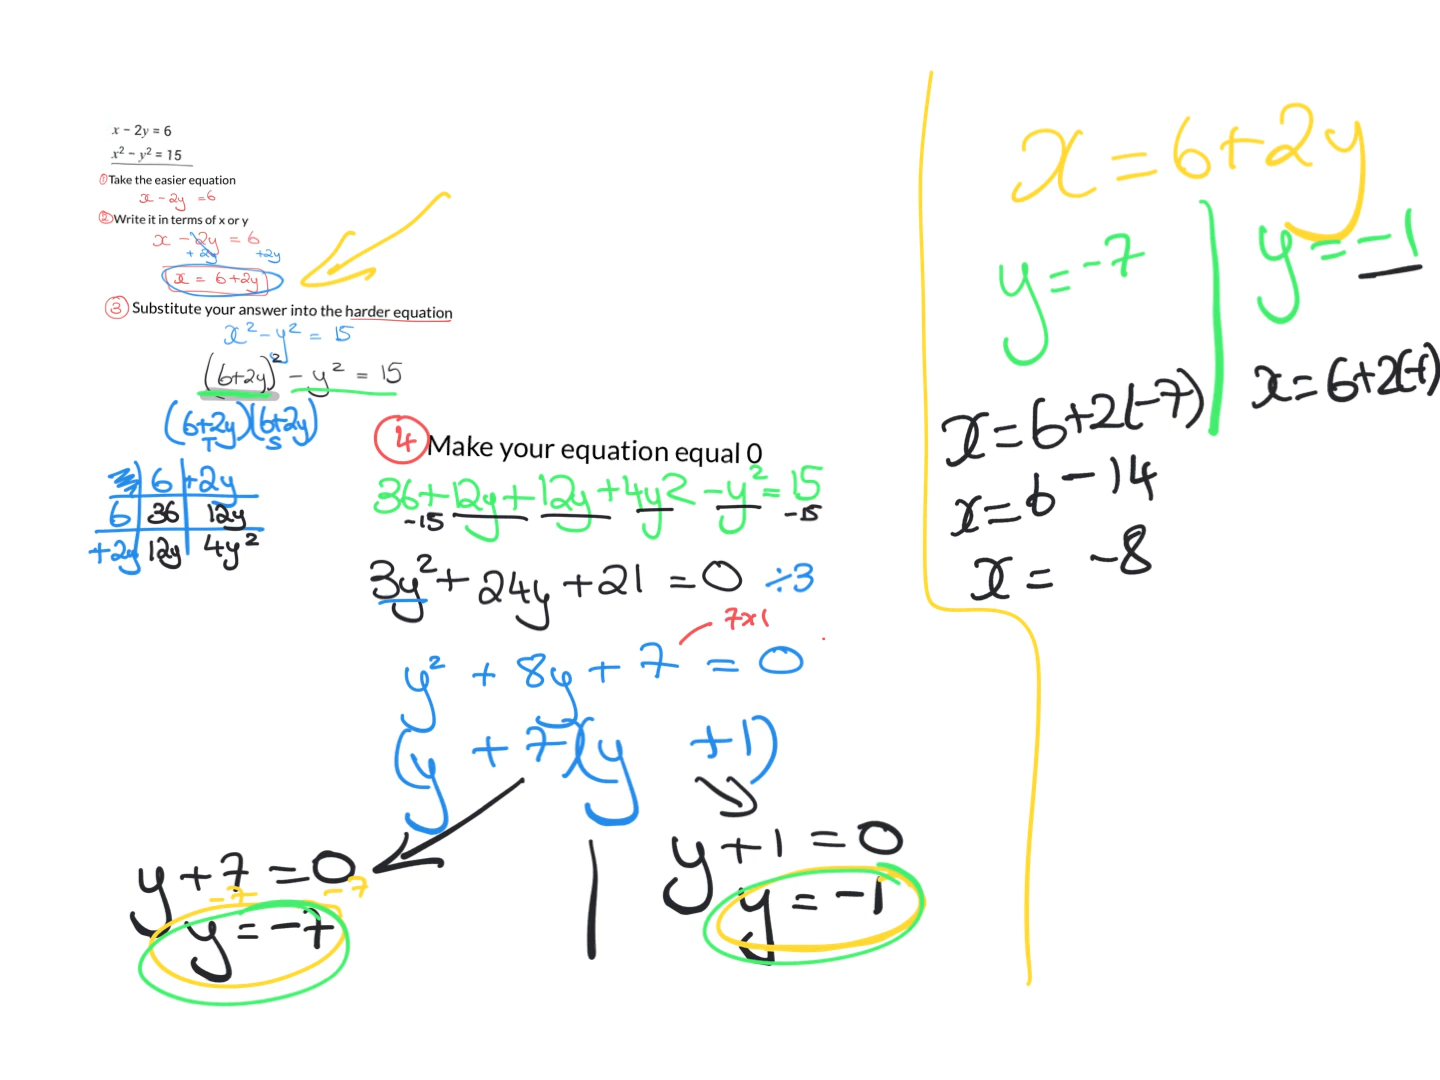 x − 2y = 6
x² − y² = 15
① Take the easier equation
x − 2y = 6
② Write it in terms of x or y
x − 2y = 6
+ 2y +2y
x = 6+2y
③ Substitute your answer into the harder equation
x² − y² = 15
(6+2y)² − y² = 15
(6+2y)(6+2y)
T S
6 +2y
6 36 12y
+2y 12y 4y²
④ Make your equation equal 0
36+12y+12y+4y² −y² = 15
−15 −15
3y² + 24y + 21 = 0 ÷3
7×1
y² + 8y + 7 = 0
(y + 7)(y +1)
y+7 = 0
−7 −7
y = −7
y+1 = 0
y = −1
x = 6+2y
y = −7
y = −1
x = 6+2(−7)
x = 6 − 14
x = −8
x = 6+2(−1)